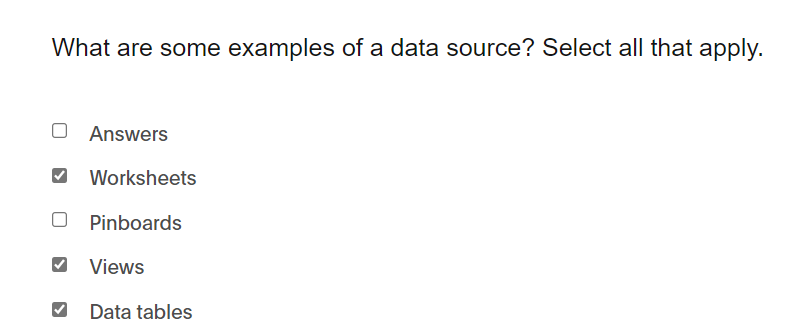 What are some examples of a data source? Select all that apply.
Answers
Worksheets
Pinboards
Views
Data tables